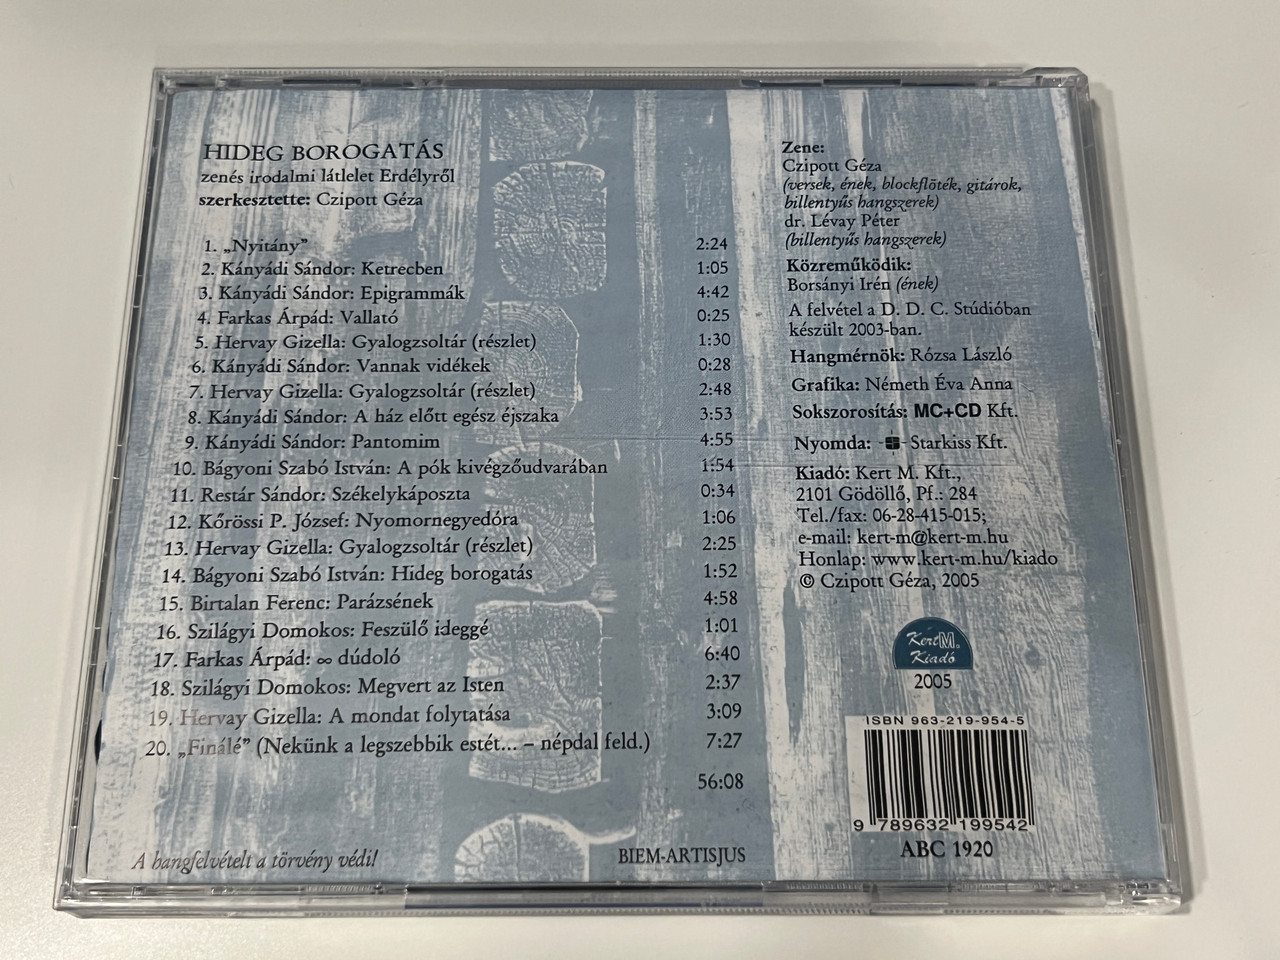 HIDEG BOROGATÁS
zenés irodalmi látlelet Erdélyről
szerkesztette: Czipott Géza
1. „Nyitány” 2:24
2. Kányádi Sándor: Ketrecben 1:05
3. Kányádi Sándor: Epigrammák 4:42
4. Farkas Árpád: Vallató 0:25
5. Hervay Gizella: Gyalogzsoltár (részlet) 1:30
6. Kányádi Sándor: Vannak vidékek 0:28
7. Hervay Gizella: Gyalogzsoltár (részlet) 2:48
8. Kányádi Sándor: A ház előtt egész éjszaka 3:53
9. Kányádi Sándor: Pantomim 4:55
10. Bágyoni Szabó István: A pók kivégzőudvarában 1:54
11. Restár Sándor: Székelykáposzta 0:34
12. Kőrössi P. József: Nyomornegyedóra 1:06
13. Hervay Gizella: Gyalogzsoltár (részlet) 2:25
14. Bágyoni Szabó István: Hideg borogatás 1:52
15. Birtalan Ferenc: Parázsének 4:58
16. Szilágyi Domokos: Feszülő ideggé 1:01
17. Farkas Árpád: ∞ dúdoló 6:40
18. Szilágyi Domokos: Megvert az Isten 2:37
19. Hervay Gizella: A mondat folytatása 3:09
20. „Finálé” (Nekünk a legszebbik estét... – népdal feld.) 7:27
56:08
A hangfelvételt a törvény védi!
BIEM-ARTISJUS
Zene:
Czipott Géza
(versek, ének, blockflöték, gitárok,
billentyűs hangszerek)
dr. Lévay Péter
(billentyűs hangszerek)
Közreműködik:
Borsányi Irén (ének)
A felvétel a D. D. C. Stúdióban
készült 2003-ban.
Hangmérnök: Rózsa László
Grafika: Németh Éva Anna
Sokszorosítás: MC+CD Kft.
Nyomda: Starkiss Kft.
Kiadó: Kert M. Kft.,
2101 Gödöllő, Pf.: 284
Tel./fax: 06-28-415-015;
e-mail: kert-m@kert-m.hu
Honlap: www.kert-m.hu/kiado
© Czipott Géza, 2005
Kert M.
Kiadó
2005
ISBN 963-219-954-5
9 789632 199542
ABC 1920